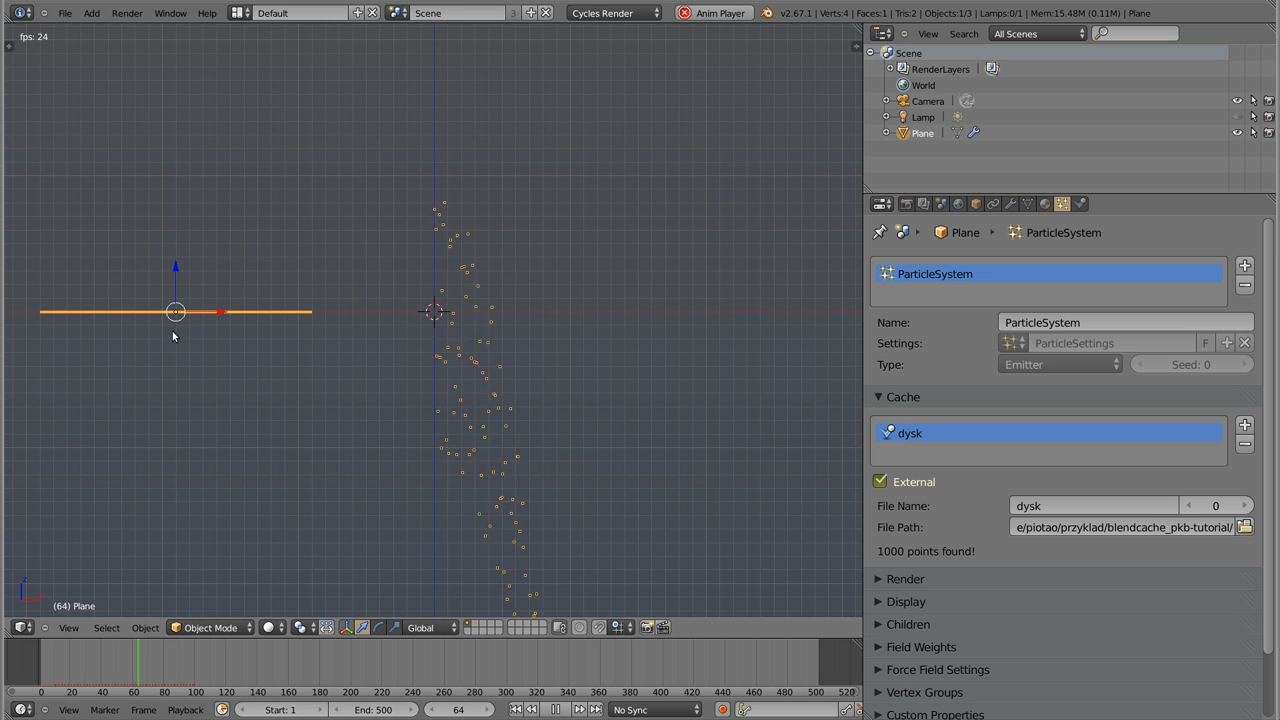 File Add Render Window Help Default Scene 3 Cycles Render Anim Player v2.67.1 | Verts:4 | Faces:1 | Tris:2 | Objects:1/3 | Lamps:0/1 | Mem:15.48M (0.11M) | Plane
fps: 24
View Search All Scenes
Scene
RenderLayers
World
Camera
Lamp
Plane
Plane ParticleSystem
ParticleSystem
Name: ParticleSystem
Settings: ParticleSettings F
Type: Emitter Seed: 0
Cache
dysk
External
File Name: dysk 0
File Path: e/piotao/przyklad/blendcache_pkb-tutorial/
1000 points found!
Render
Display
Children
Field Weights
Force Field Settings
Vertex Groups
Custom Properties
z
(64) Plane
View Select Object Object Mode Global
0 20 40 60 80 100 120 140 160 180 200 220 240 260 280 300 320 340 360 380 400 420 440 460 480 500 520
View Marker Frame Playback Start: 1 End: 500 64 No Sync